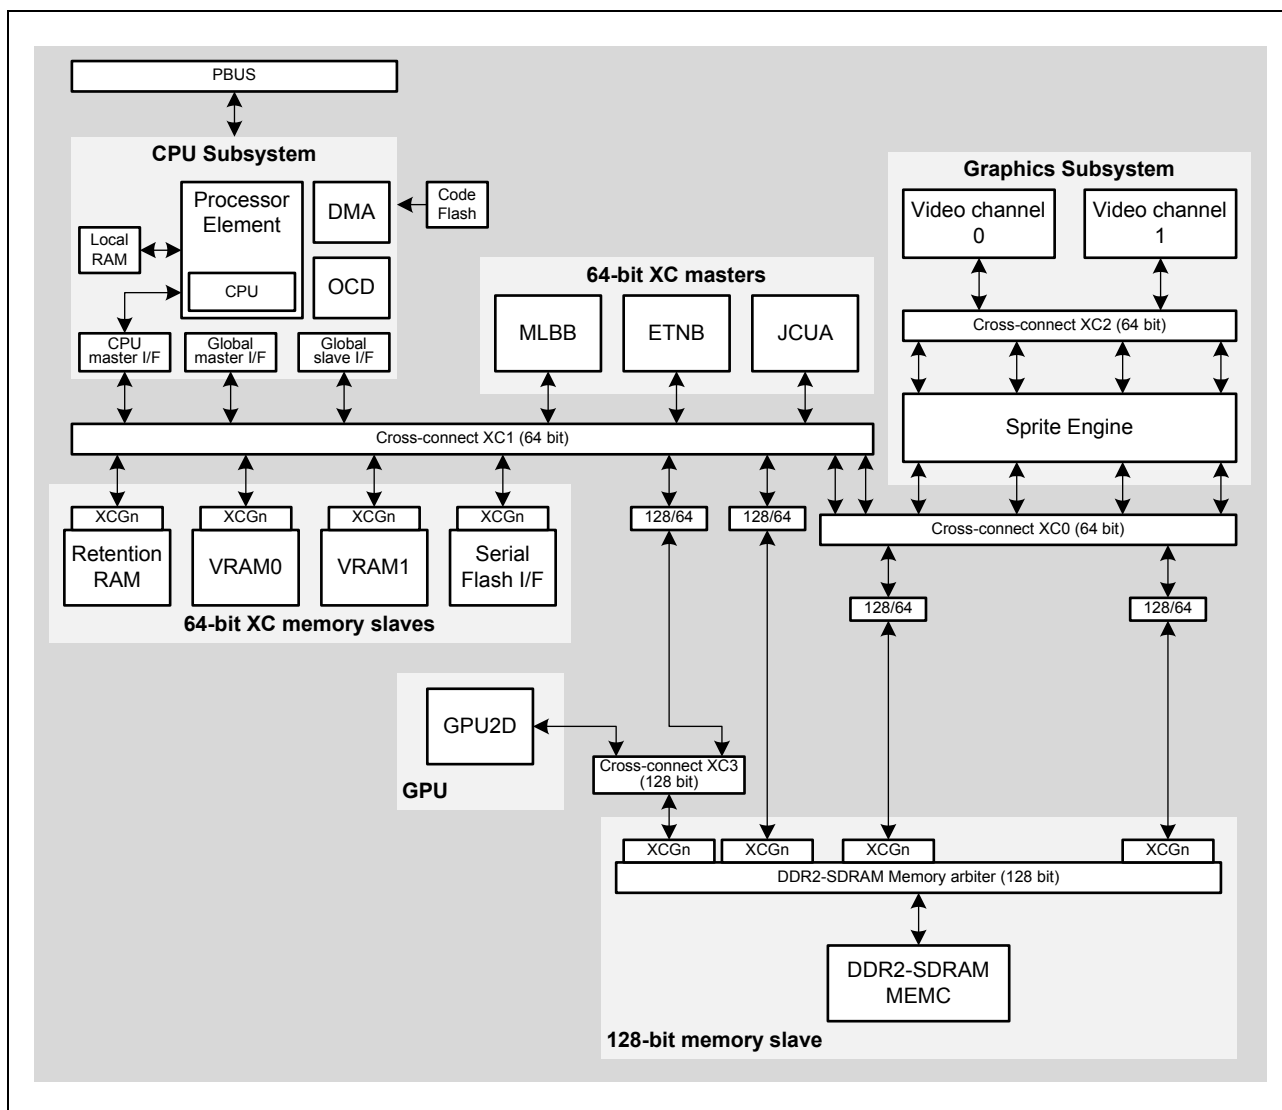 PBUS
CPU Subsystem
Processor
Element
CPU
DMA
OCD
Code
Flash
Local
RAM
CPU
master I/F
Global
master I/F
Global
slave I/F
64-bit XC masters
MLBB
ETNB
JCUA
Graphics Subsystem
Video channel
0
Video channel
1
Cross-connect XC2 (64 bit)
Sprite Engine
Cross-connect XC1 (64 bit)
XCGn
Retention
RAM
XCGn
VRAM0
XCGn
VRAM1
XCGn
Serial
Flash I/F
64-bit XC memory slaves
128/64
128/64
Cross-connect XC0 (64 bit)
128/64
128/64
GPU2D
GPU
Cross-connect XC3
(128 bit)
XCGn
XCGn
XCGn
XCGn
DDR2-SDRAM Memory arbiter (128 bit)
DDR2-SDRAM
MEMC
128-bit memory slave